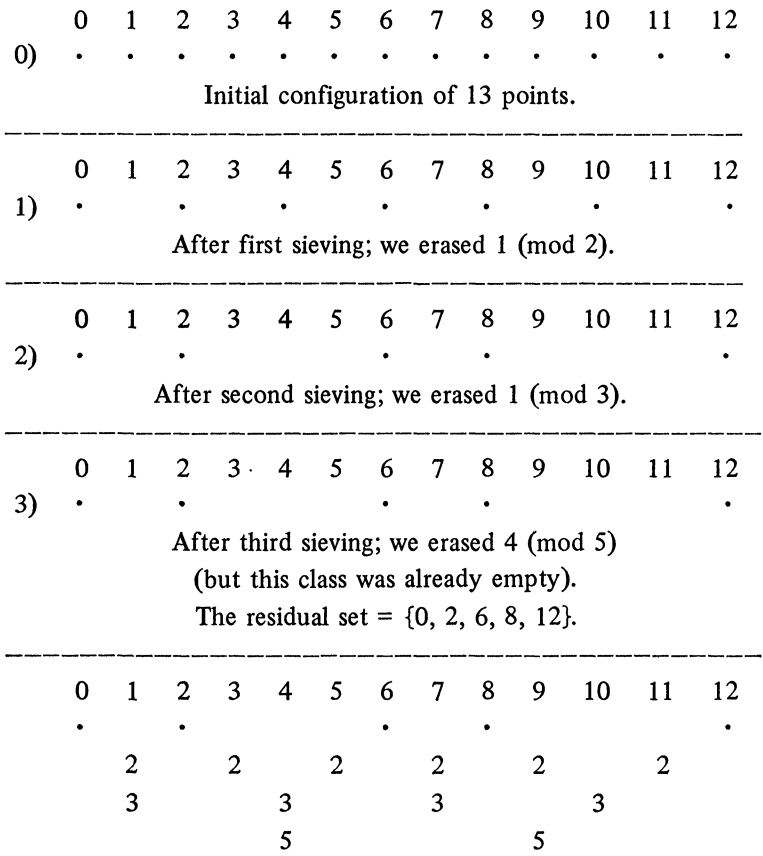 0 1 2 3 4 5 6 7 8 9 10 11 12
0) . . . . . . . . . . . . .
Initial configuration of 13 points.
0 1 2 3 4 5 6 7 8 9 10 11 12
1) . . . . . . .
After first sieving; we erased 1 (mod 2).
0 1 2 3 4 5 6 7 8 9 10 11 12
2) . . . . .
After second sieving; we erased 1 (mod 3).
0 1 2 3 4 5 6 7 8 9 10 11 12
3) . . . . .
After third sieving; we erased 4 (mod 5)
(but this class was already empty).
The residual set = {0, 2, 6, 8, 12}.
0 1 2 3 4 5 6 7 8 9 10 11 12
. . . . .
2 2 2 2 2 2
3 3 3 3
5 5